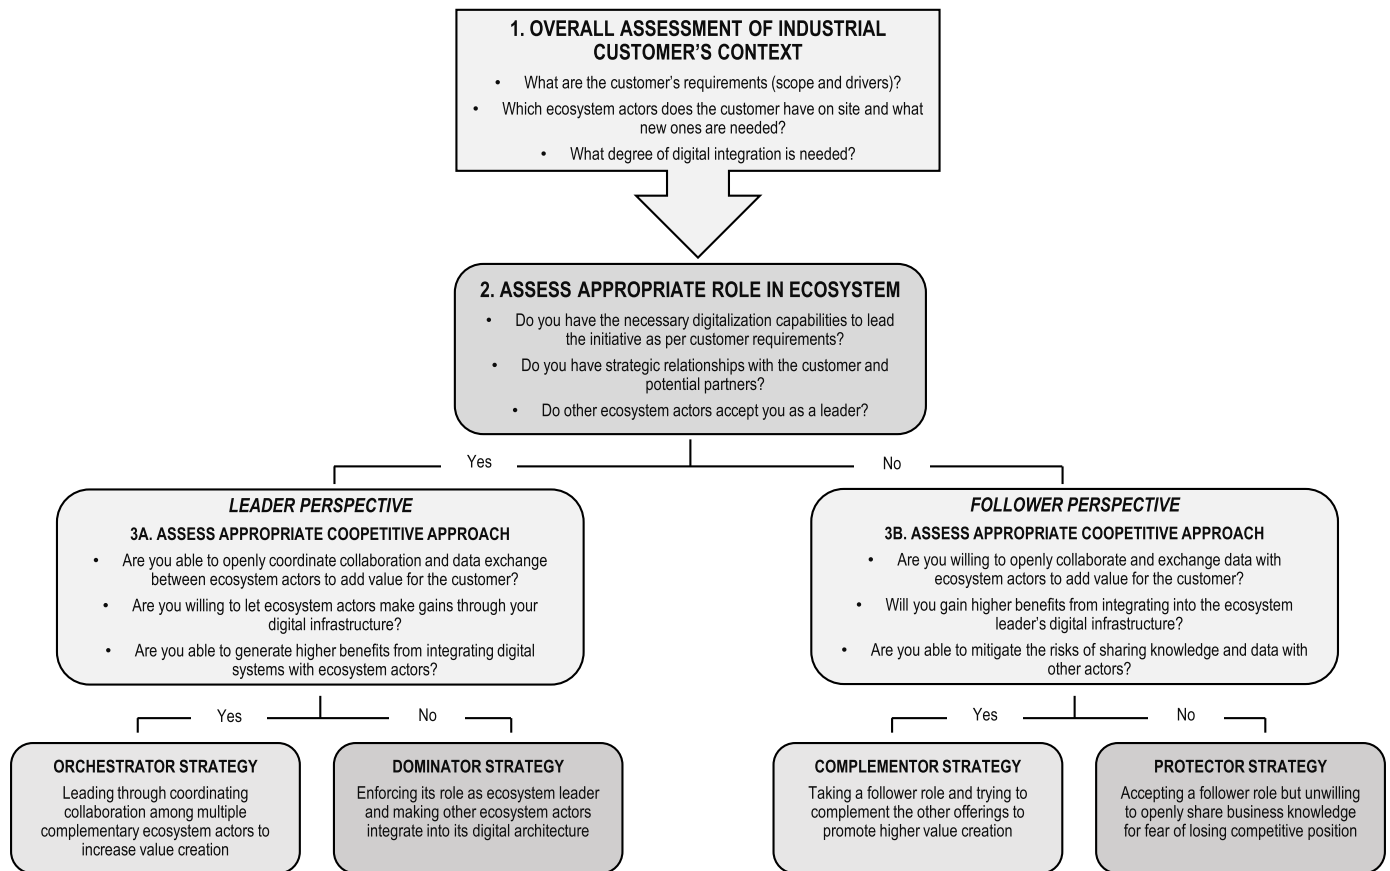 1. OVERALL ASSESSMENT OF INDUSTRIAL
CUSTOMER’S CONTEXT
• What are the customer’s requirements (scope and drivers)?
• Which ecosystem actors does the customer have on site and what
new ones are needed?
• What degree of digital integration is needed?
2. ASSESS APPROPRIATE ROLE IN ECOSYSTEM
• Do you have the necessary digitalization capabilities to lead
the initiative as per customer requirements?
• Do you have strategic relationships with the customer and
potential partners?
• Do other ecosystem actors accept you as a leader?
Yes
No
LEADER PERSPECTIVE
3A. ASSESS APPROPRIATE COOPETITIVE APPROACH
• Are you able to openly coordinate collaboration and data exchange
between ecosystem actors to add value for the customer?
• Are you willing to let ecosystem actors make gains through your
digital infrastructure?
• Are you able to generate higher benefits from integrating digital
systems with ecosystem actors?
FOLLOWER PERSPECTIVE
3B. ASSESS APPROPRIATE COOPETITIVE APPROACH
• Are you willing to openly collaborate and exchange data with
ecosystem actors to add value for the customer?
• Will you gain higher benefits from integrating into the ecosystem
leader’s digital infrastructure?
• Are you able to mitigate the risks of sharing knowledge and data with
other actors?
Yes
No
Yes
No
ORCHESTRATOR STRATEGY
Leading through coordinating
collaboration among multiple
complementary ecosystem actors to
increase value creation
DOMINATOR STRATEGY
Enforcing its role as ecosystem leader
and making other ecosystem actors
integrate into its digital architecture
COMPLEMENTOR STRATEGY
Taking a follower role and trying to
complement the other offerings to
promote higher value creation
PROTECTOR STRATEGY
Accepting a follower role but unwilling
to openly share business knowledge
for fear of losing competitive position